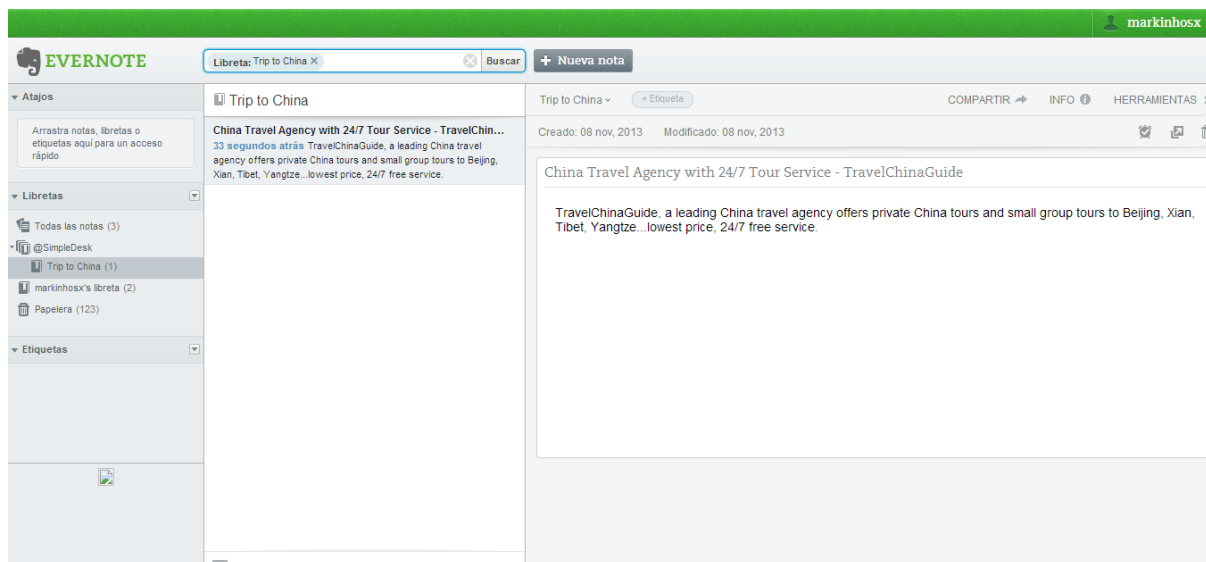 markinhosx
EVERNOTE
Libreta: Trip to China
Buscar
+ Nueva nota
Atajos
Arrastra notas, libretas o
etiquetas aquí para un acceso
rápido
Libretas
Todas las notas (3)
@SimpleDesk
Trip to China (1)
markinhosx's libreta (2)
Papelera (123)
Etiquetas
Trip to China
China Travel Agency with 24/7 Tour Service - TravelChin...
33 segundos atrás TravelChinaGuide, a leading China travel
agency offers private China tours and small group tours to Beijing,
Xian, Tibet, Yangtze...lowest price, 24/7 free service.
Trip to China
+ Etiqueta
COMPARTIR
INFO
HERRAMIENTAS
Creado: 08 nov, 2013 Modificado: 08 nov, 2013
China Travel Agency with 24/7 Tour Service - TravelChinaGuide
TravelChinaGuide, a leading China travel agency offers private China tours and small group tours to Beijing, Xian,
Tibet, Yangtze...lowest price, 24/7 free service.